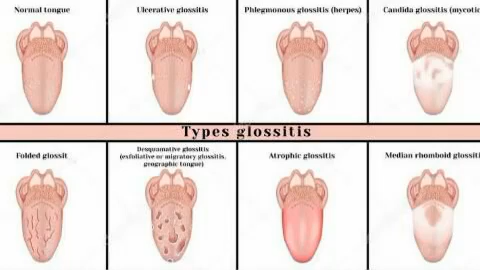 Normal tongue
Ulcerative glossitis
Phlegmonous glossitis (herpes)
Candida glossitis (mycotic
Types glossitis
Folded glossit
Desquamative glossitis
(exfoliative or migratory glossitis,
geographic tongue)
Atrophic glossitis
Median rhomboid glossiti